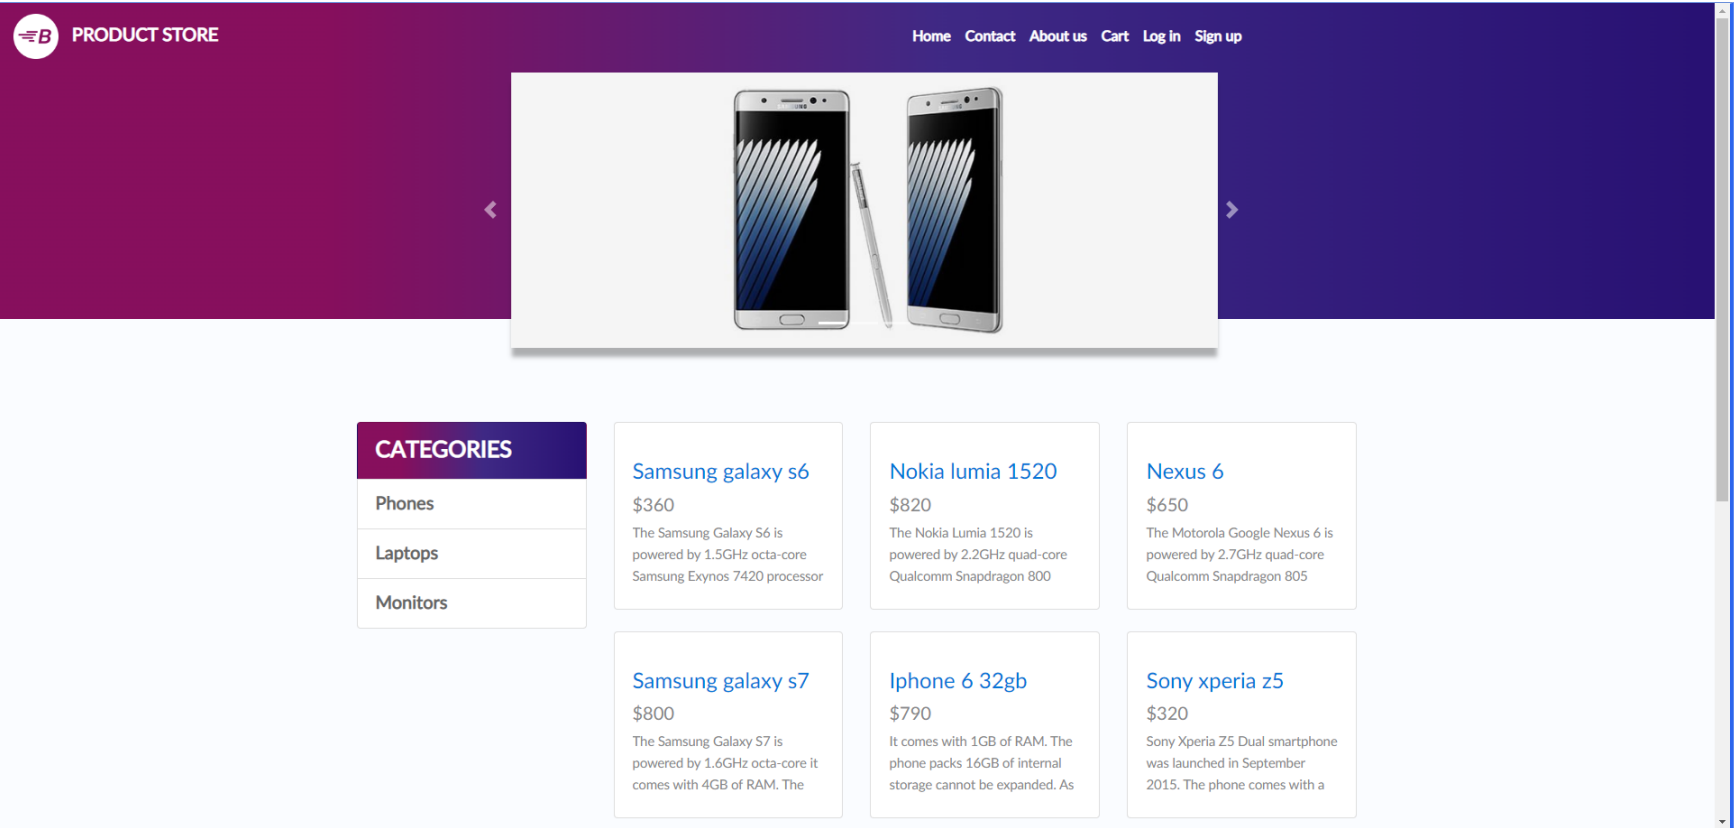 B PRODUCT STORE
Home Contact About us Cart Log in Sign up
SAMSUNG
CATEGORIES
Phones
Laptops
Monitors
Samsung galaxy s6
$360
The Samsung Galaxy S6 is
powered by 1.5GHz octa-core
Samsung Exynos 7420 processor
Nokia lumia 1520
$820
The Nokia Lumia 1520 is
powered by 2.2GHz quad-core
Qualcomm Snapdragon 800
Nexus 6
$650
The Motorola Google Nexus 6 is
powered by 2.7GHz quad-core
Qualcomm Snapdragon 805
Samsung galaxy s7
$800
The Samsung Galaxy S7 is
powered by 1.6GHz octa-core it
comes with 4GB of RAM. The
Iphone 6 32gb
$790
It comes with 1GB of RAM. The
phone packs 16GB of internal
storage cannot be expanded. As
Sony xperia z5
$320
Sony Xperia Z5 Dual smartphone
was launched in September
2015. The phone comes with a